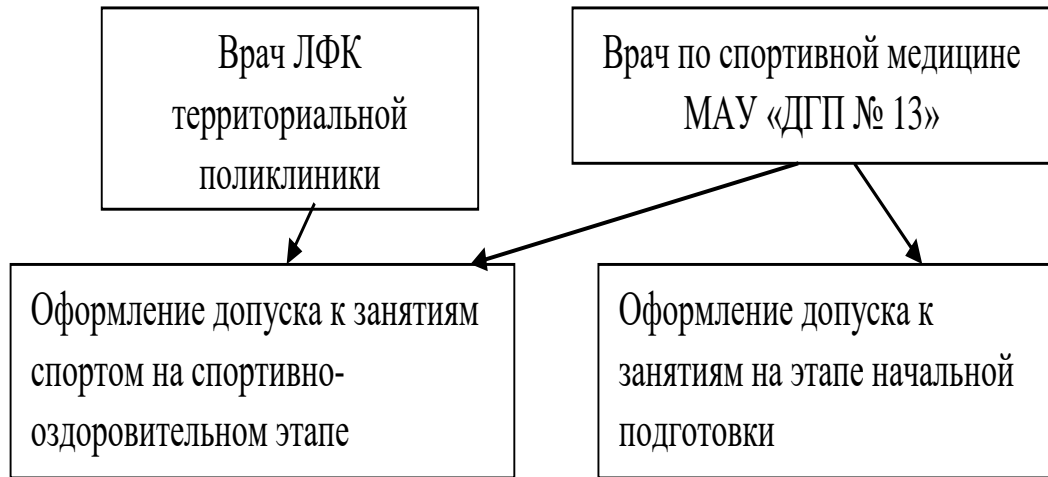 Врач ЛФК
территориальной
поликлиники
Врач по спортивной медицине
МАУ «ДГП № 13»
Оформление допуска к занятиям
спортом на спортивно-
оздоровительном этапе
Оформление допуска к
занятиям на этапе начальной
подготовки